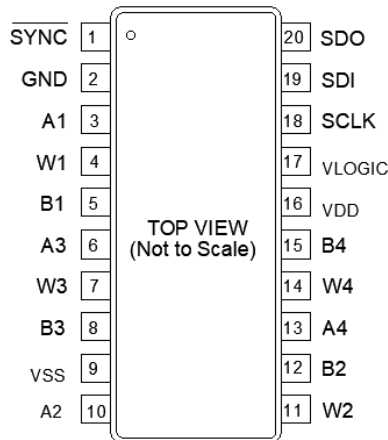 SYNC 1 20 SDO
GND 2 19 SDI
A1 3 18 SCLK
W1 4 17 VLOGIC
B1 5 16 VDD
TOP VIEW
(Not to Scale)
A3 6 15 B4
W3 7 14 W4
B3 8 13 A4
VSS 9 12 B2
A2 10 11 W2